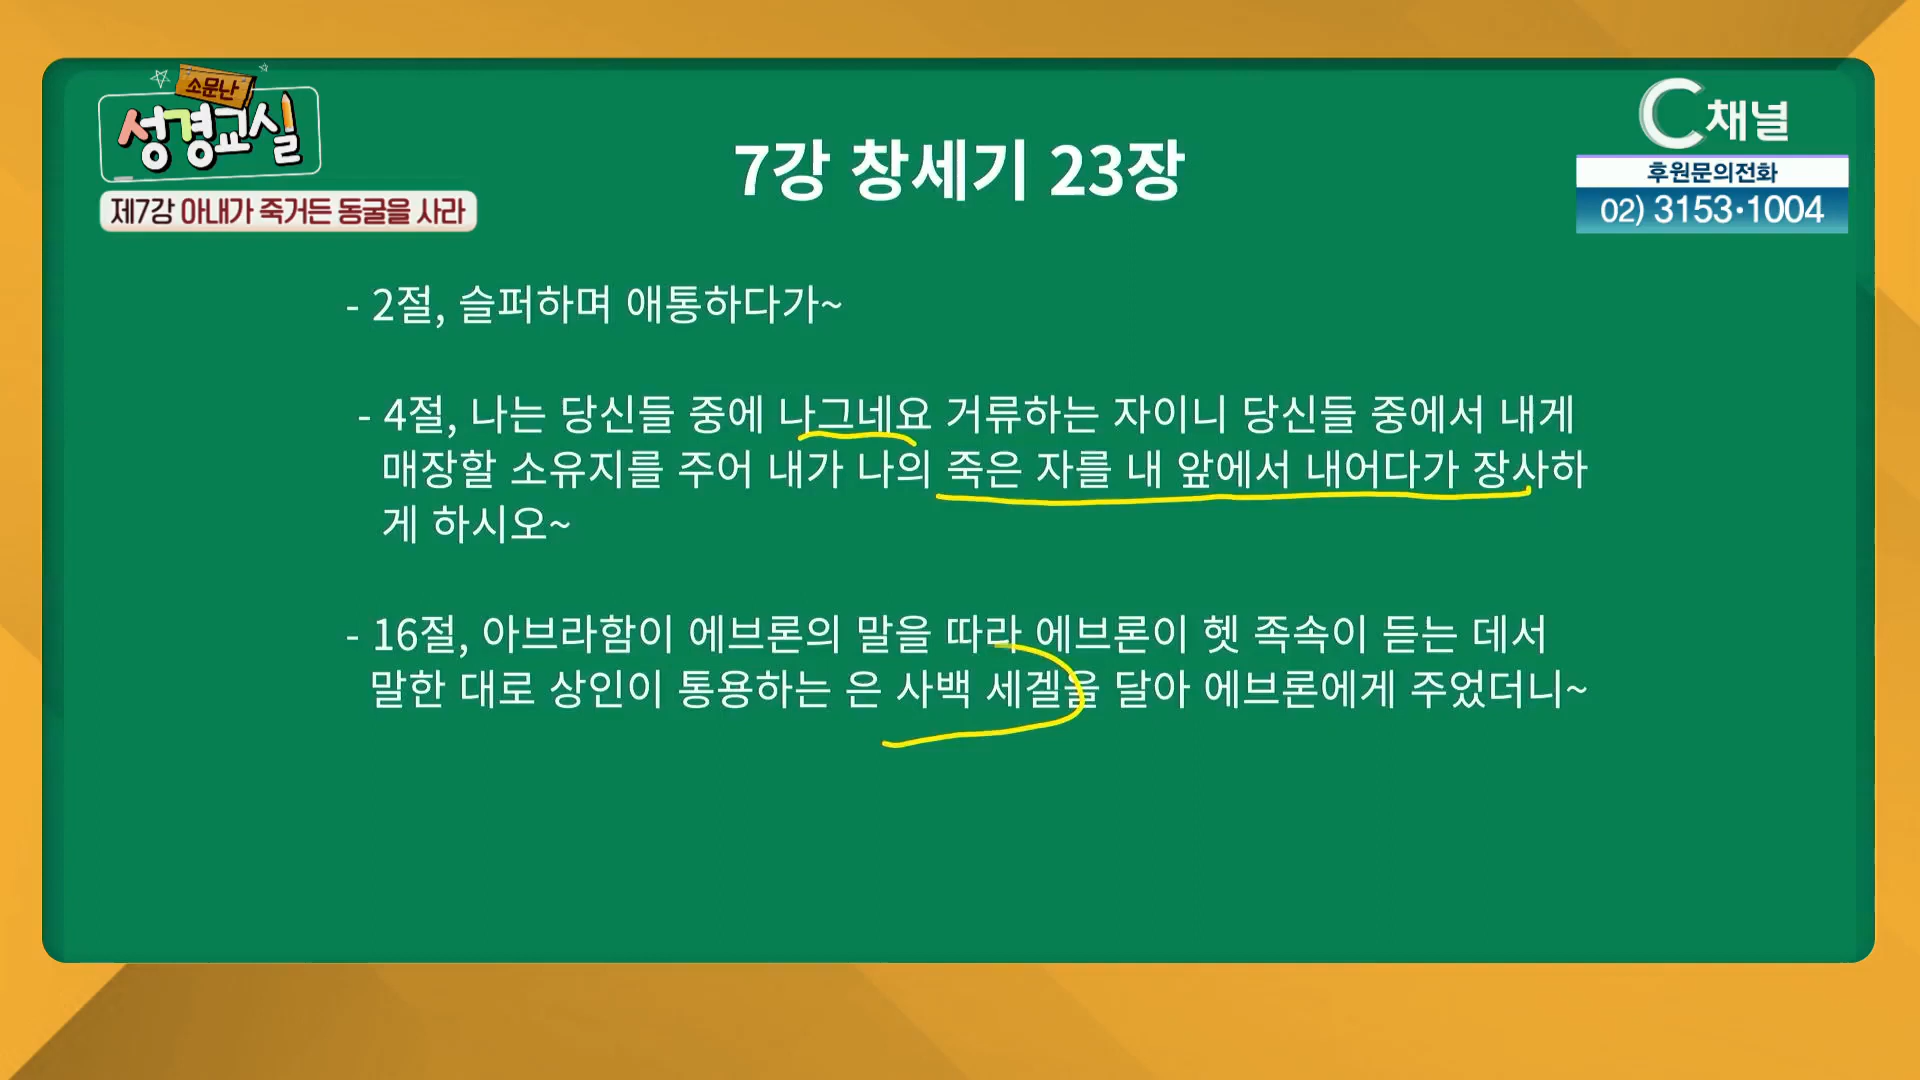 소문난
성경교실
제7강 아내가 죽거든 동굴을 사라
C채널
후원문의전화
02) 3153·1004
7강 창세기 23장
- 2절, 슬퍼하며 애통하다가~
- 4절, 나는 당신들 중에 나그네요 거류하는 자이니 당신들 중에서 내게
매장할 소유지를 주어 내가 나의 죽은 자를 내 앞에서 내어다가 장사하
게 하시오~
- 16절, 아브라함이 에브론의 말을 따라 에브론이 헷 족속이 듣는 데서
말한 대로 상인이 통용하는 은 사백 세겔을 달아 에브론에게 주었더니~